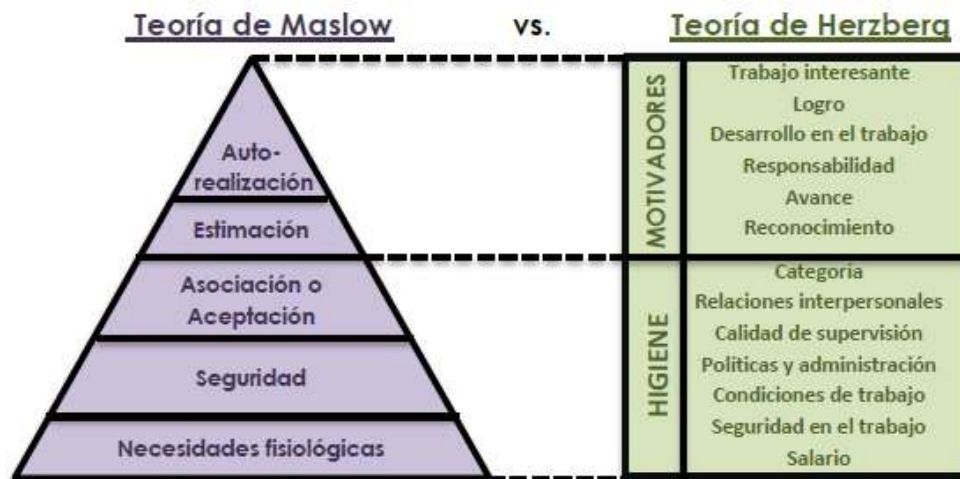 Teoría de Maslow vs. Teoría de Herzberg
Auto-
realización
Estimación
Asociación o
Aceptación
Seguridad
Necesidades fisiológicas
MOTIVADORES
Trabajo interesante
Logro
Desarrollo en el trabajo
Responsabilidad
Avance
Reconocimiento
HIGIENE
Categoría
Relaciones interpersonales
Calidad de supervisión
Políticas y administración
Condiciones de trabajo
Seguridad en el trabajo
Salario